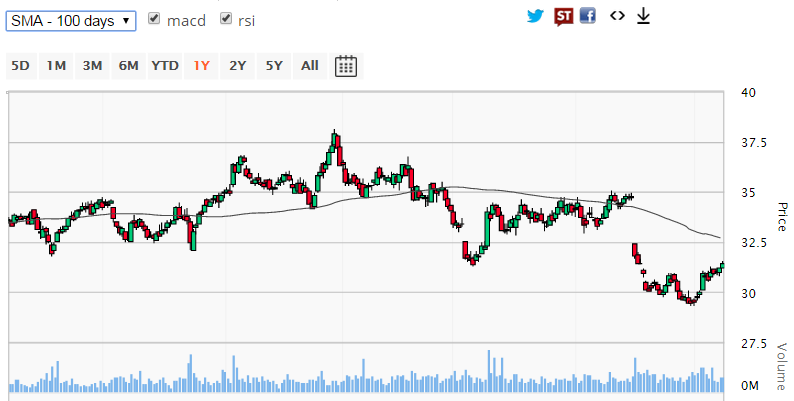 SMA - 100 days macd rsi ST
5D 1M 3M 6M YTD 1Y 2Y 5Y All
40
37.5
35
Price
32.5
30
27.5
Volume
0M